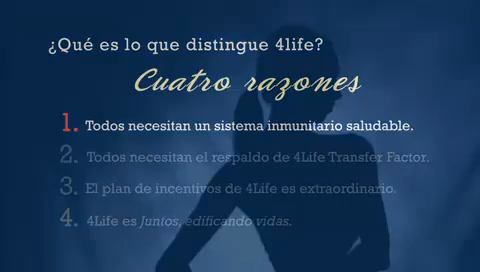 ¿Qué es lo que distingue 4life?
Cuatro razones
1. Todos necesitan un sistema inmunitario saludable.
2. Todos necesitan el respaldo de 4Life Transfer Factor.
3. El plan de incentivos de 4Life es extraordinario.
4. 4Life es Juntos, edificando vidas.